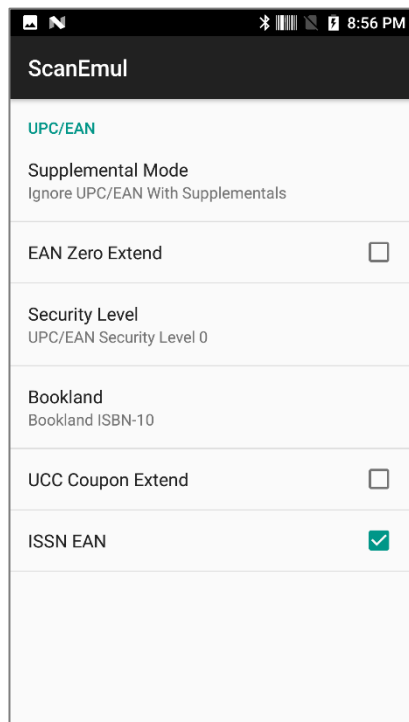 8:56 PM
ScanEmul
UPC/EAN
Supplemental Mode
Ignore UPC/EAN With Supplementals
EAN Zero Extend
Security Level
UPC/EAN Security Level 0
Bookland
Bookland ISBN-10
UCC Coupon Extend
ISSN EAN